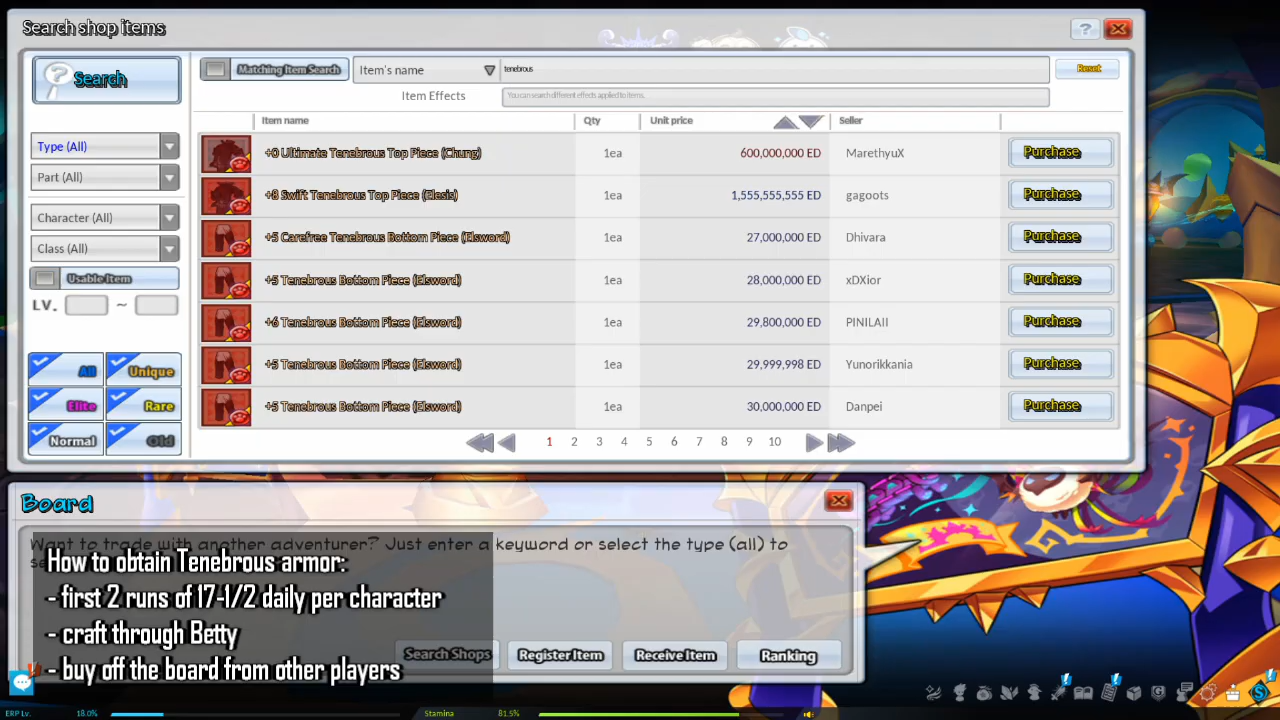 Search shop items
?
Search
Matching Item Search
Item's name
tenebrous
Reset
Item Effects
You can search different effects applied to items.
Type (All)
Part (All)
Character (All)
Class (All)
Usable Item
LV. ~
All
Unique
Elite
Rare
Normal
Old
Item name Qty Unit price Seller
+0 Ultimate Tenebrous Top Piece (Chung) 1ea 600,000,000 ED MarethyuX Purchase
+8 Swift Tenebrous Top Piece (Elesis) 1ea 1,555,555,555 ED gagoots Purchase
+5 Carefree Tenebrous Bottom Piece (Elsword) 1ea 27,000,000 ED Dhivara Purchase
+5 Tenebrous Bottom Piece (Elsword) 1ea 28,000,000 ED xDXior Purchase
+6 Tenebrous Bottom Piece (Elsword) 1ea 29,800,000 ED PINILAII Purchase
+5 Tenebrous Bottom Piece (Elsword) 1ea 29,999,998 ED Yunorikkania Purchase
+5 Tenebrous Bottom Piece (Elsword) 1ea 30,000,000 ED Danpei Purchase
1 2 3 4 5 6 7 8 9 10
Board
Want to trade with another adventurer? Just enter a keyword or select the type (all) to
How to obtain Tenebrous armor:
- first 2 runs of 17-1/2 daily per character
- craft through Betty
- buy off the board from other players
Search Shops
Register Item
Receive Item
Ranking
ERP Lv. 18.0% Stamina 81.5%